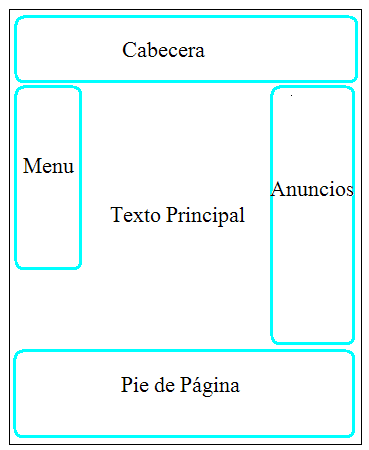 Cabecera
Menu
Texto Principal
Anuncios
Pie de Página